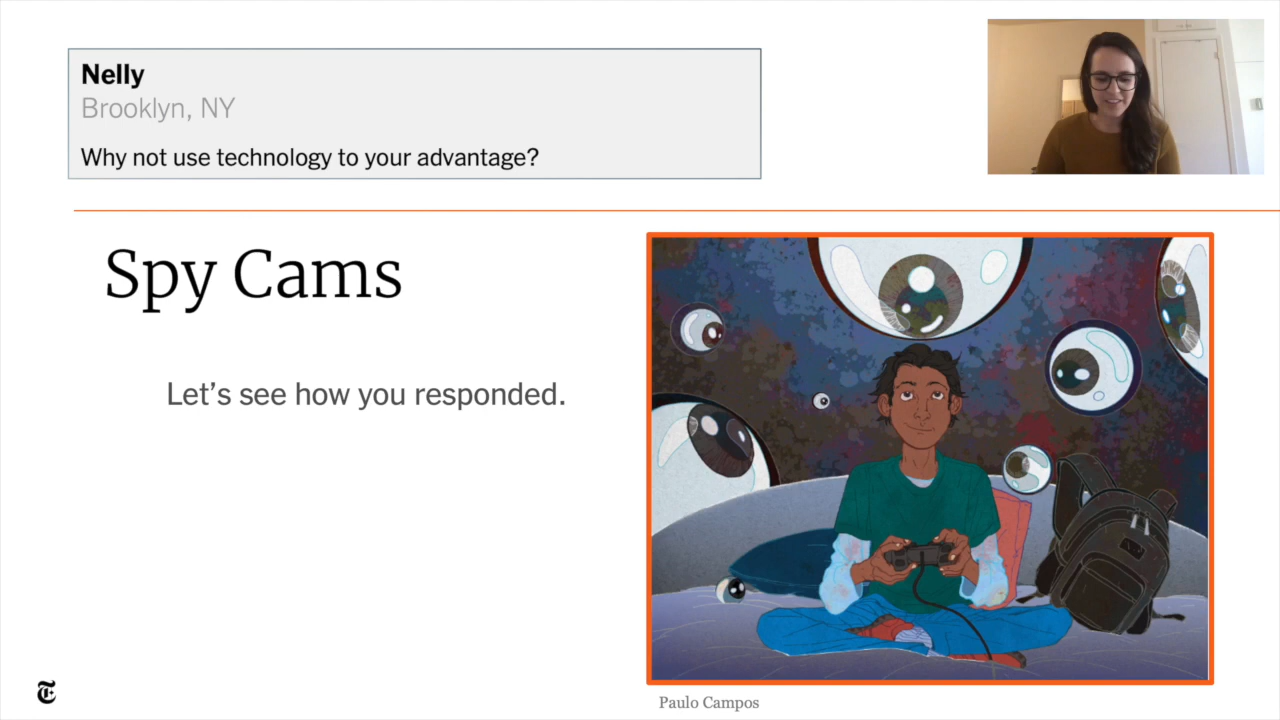 Nelly
Brooklyn, NY
Why not use technology to your advantage?
Spy Cams
Let’s see how you responded.
Paulo Campos